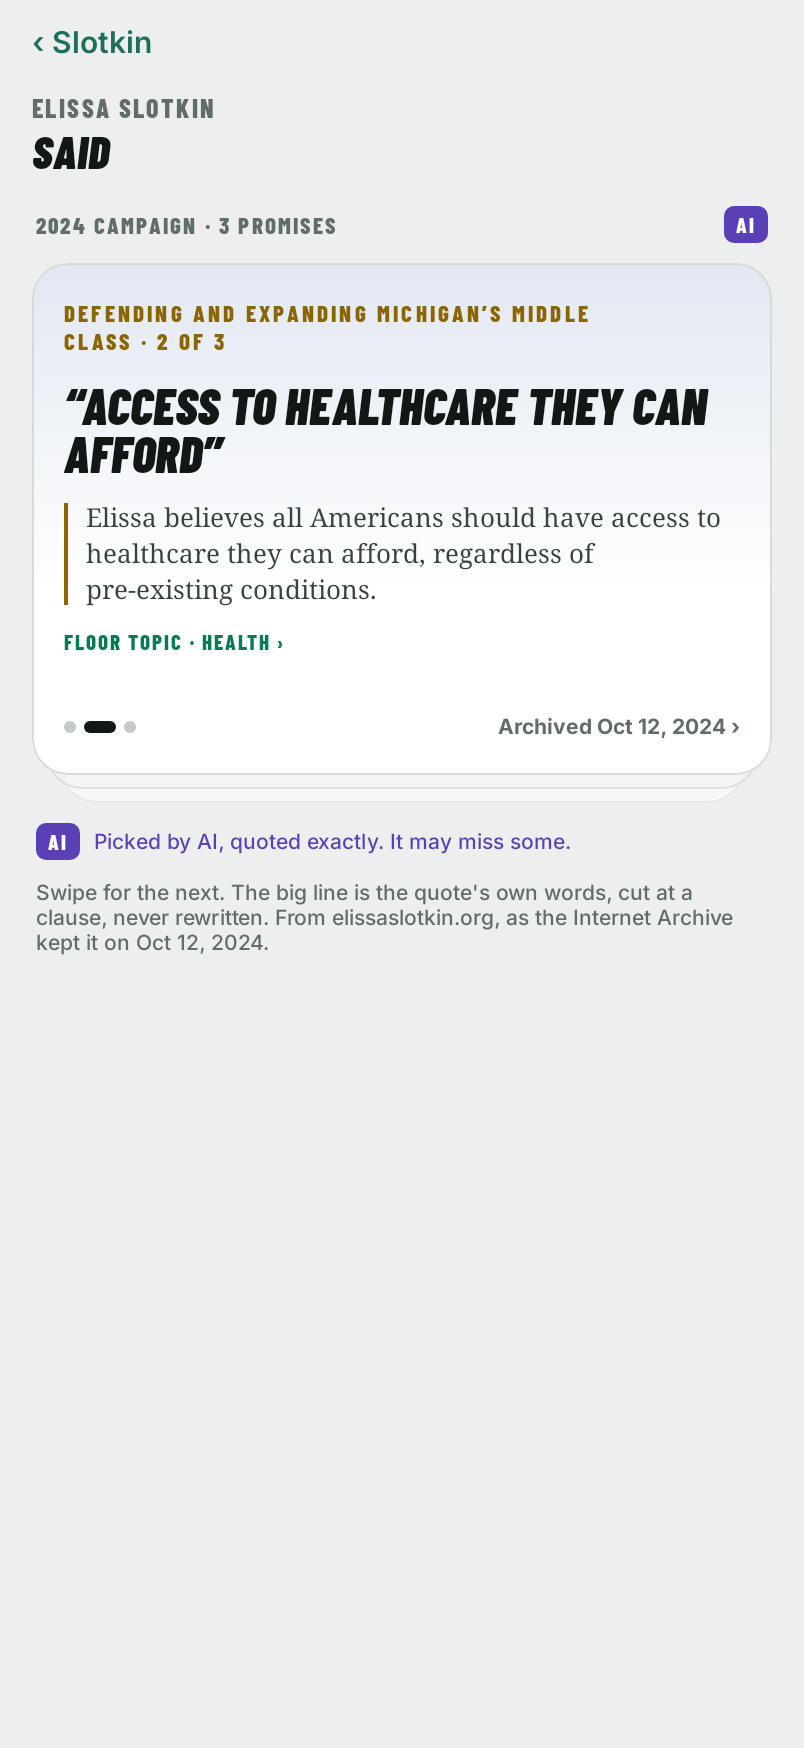 ‹ Slotkin
ELISSA SLOTKIN
SAID
2024 CAMPAIGN · 3 PROMISES
AI
DEFENDING AND EXPANDING MICHIGAN’S MIDDLE
CLASS · 2 OF 3
“ACCESS TO HEALTHCARE THEY CAN
AFFORD”
Elissa believes all Americans should have access to
healthcare they can afford, regardless of
pre-existing conditions.
FLOOR TOPIC · HEALTH ›
Archived Oct 12, 2024 ›
AI Picked by AI, quoted exactly. It may miss some.
Swipe for the next. The big line is the quote's own words, cut at a
clause, never rewritten. From elissaslotkin.org, as the Internet Archive
kept it on Oct 12, 2024.